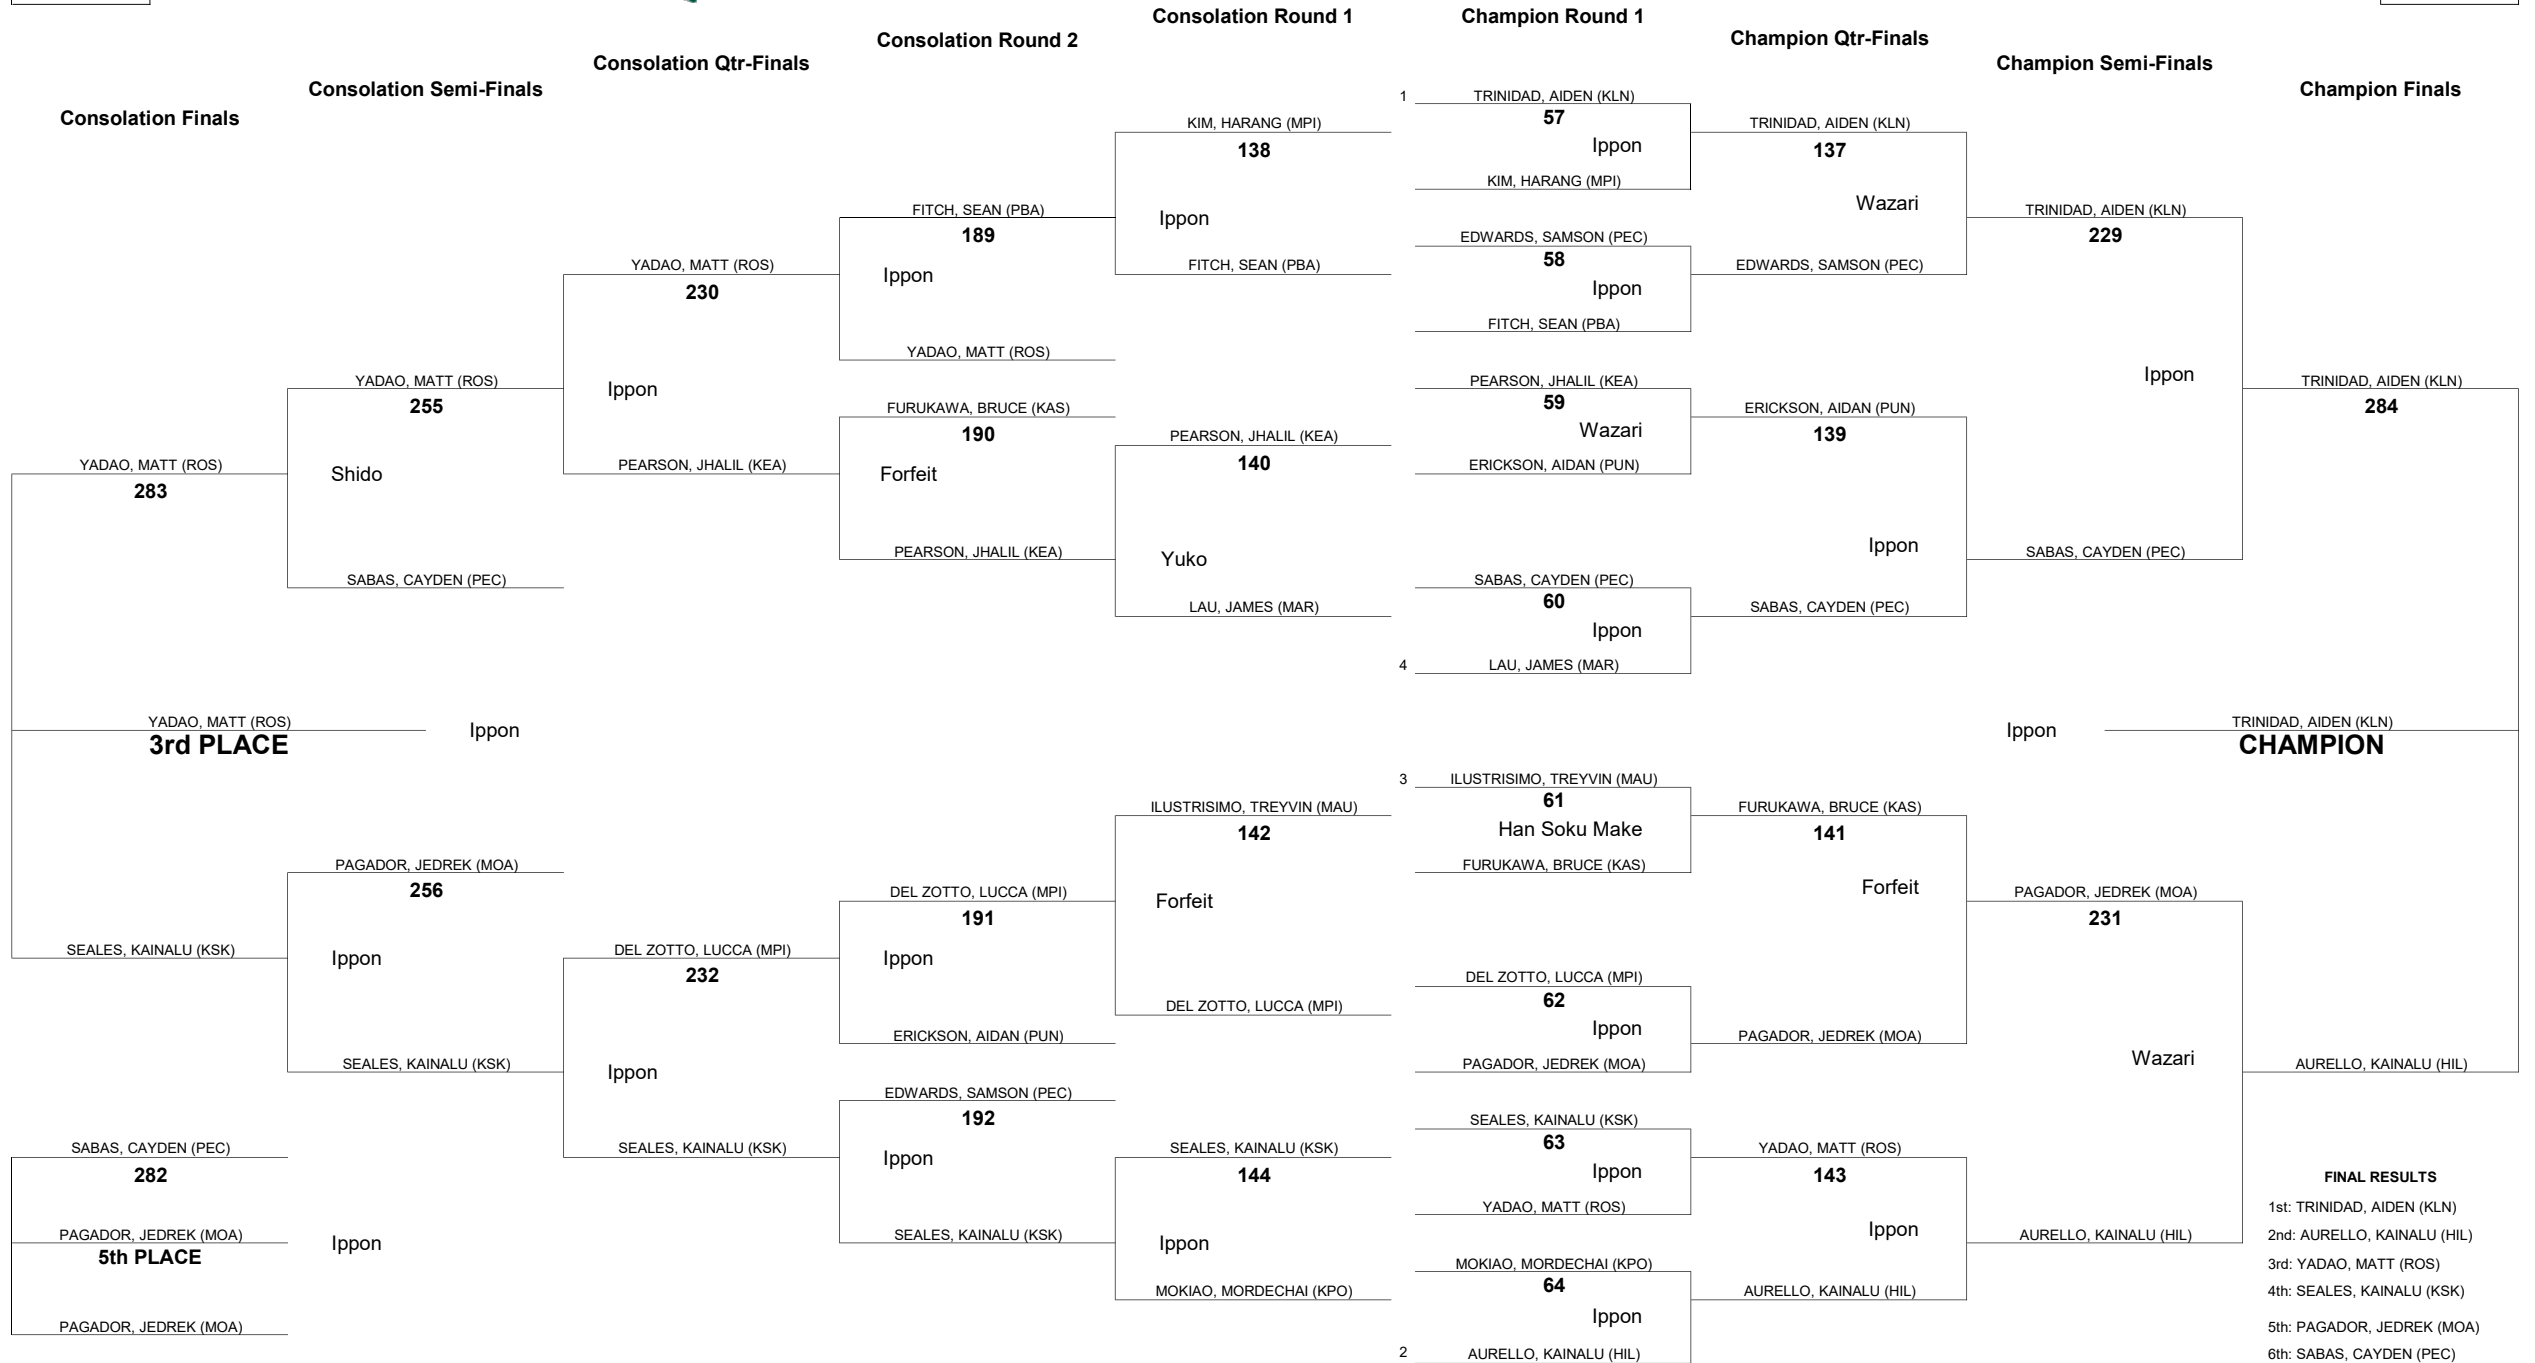 Consolation Finals
YADAO, MATT (ROS)
283
YADAO, MATT (ROS)
3rd PLACE
Ippon
SEALES, KAINALU (KSK)
SABAS, CAYDEN (PEC)
282
PAGADOR, JEDREK (MOA)
5th PLACE
Ippon
PAGADOR, JEDREK (MOA)
Consolation Semi-Finals
YADAO, MATT (ROS)
255
Shido
SABAS, CAYDEN (PEC)
PAGADOR, JEDREK (MOA)
256
Ippon
SEALES, KAINALU (KSK)
Consolation Qtr-Finals
YADAO, MATT (ROS)
230
Ippon
PEARSON, JHALIL (KEA)
DEL ZOTTO, LUCCA (MPI)
232
Ippon
SEALES, KAINALU (KSK)
Consolation Round 2
FITCH, SEAN (PBA)
189
Ippon
YADAO, MATT (ROS)
FURUKAWA, BRUCE (KAS)
190
Forfeit
PEARSON, JHALIL (KEA)
DEL ZOTTO, LUCCA (MPI)
191
Ippon
ERICKSON, AIDAN (PUN)
EDWARDS, SAMSON (PEC)
192
Ippon
SEALES, KAINALU (KSK)
Consolation Round 1
KIM, HARANG (MPI)
138
Ippon
FITCH, SEAN (PBA)
PEARSON, JHALIL (KEA)
140
Yuko
LAU, JAMES (MAR)
ILUSTRISIMO, TREYVIN (MAU)
142
Forfeit
DEL ZOTTO, LUCCA (MPI)
SEALES, KAINALU (KSK)
144
Ippon
MOKIAO, MORDECHAI (KPO)
Champion Round 1
1 TRINIDAD, AIDEN (KLN)
57
Ippon
KIM, HARANG (MPI)
EDWARDS, SAMSON (PEC)
58
Ippon
FITCH, SEAN (PBA)
PEARSON, JHALIL (KEA)
59
Wazari
ERICKSON, AIDAN (PUN)
SABAS, CAYDEN (PEC)
60
Ippon
4 LAU, JAMES (MAR)
3 ILUSTRISIMO, TREYVIN (MAU)
61
Han Soku Make
FURUKAWA, BRUCE (KAS)
DEL ZOTTO, LUCCA (MPI)
62
Ippon
PAGADOR, JEDREK (MOA)
SEALES, KAINALU (KSK)
63
Ippon
YADAO, MATT (ROS)
MOKIAO, MORDECHAI (KPO)
64
Ippon
2 AURELLO, KAINALU (HIL)
Champion Qtr-Finals
TRINIDAD, AIDEN (KLN)
137
Wazari
EDWARDS, SAMSON (PEC)
ERICKSON, AIDAN (PUN)
139
Ippon
SABAS, CAYDEN (PEC)
FURUKAWA, BRUCE (KAS)
141
Forfeit
PAGADOR, JEDREK (MOA)
YADAO, MATT (ROS)
143
Ippon
AURELLO, KAINALU (HIL)
Champion Semi-Finals
TRINIDAD, AIDEN (KLN)
229
Ippon
SABAS, CAYDEN (PEC)
PAGADOR, JEDREK (MOA)
231
Wazari
AURELLO, KAINALU (HIL)
Champion Finals
TRINIDAD, AIDEN (KLN)
284
Ippon
TRINIDAD, AIDEN (KLN)
CHAMPION
AURELLO, KAINALU (HIL)
FINAL RESULTS
1st: TRINIDAD, AIDEN (KLN)
2nd: AURELLO, KAINALU (HIL)
3rd: YADAO, MATT (ROS)
4th: SEALES, KAINALU (KSK)
5th: PAGADOR, JEDREK (MOA)
6th: SABAS, CAYDEN (PEC)